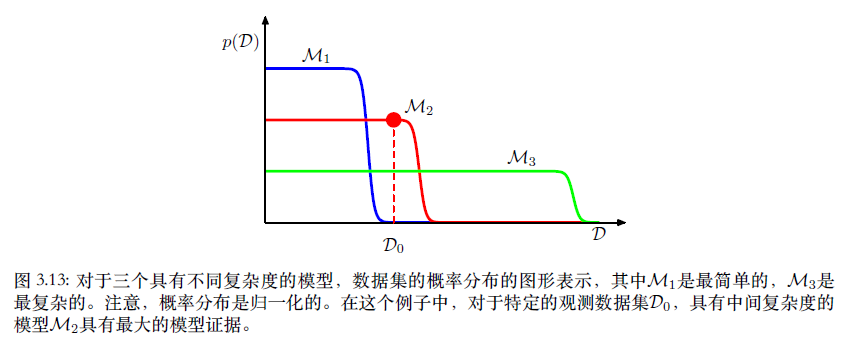 p(𝒟)
ℳ₁
ℳ₂
ℳ₃
𝒟₀
𝒟
图 3.13: 对于三个具有不同复杂度的模型，数据集的概率分布的图形表示，其中ℳ₁是最简单的，ℳ₃是
最复杂的。注意，概率分布是归一化的。在这个例子中，对于特定的观测数据集𝒟₀，具有中间复杂度的
模型ℳ₂具有最大的模型证据。